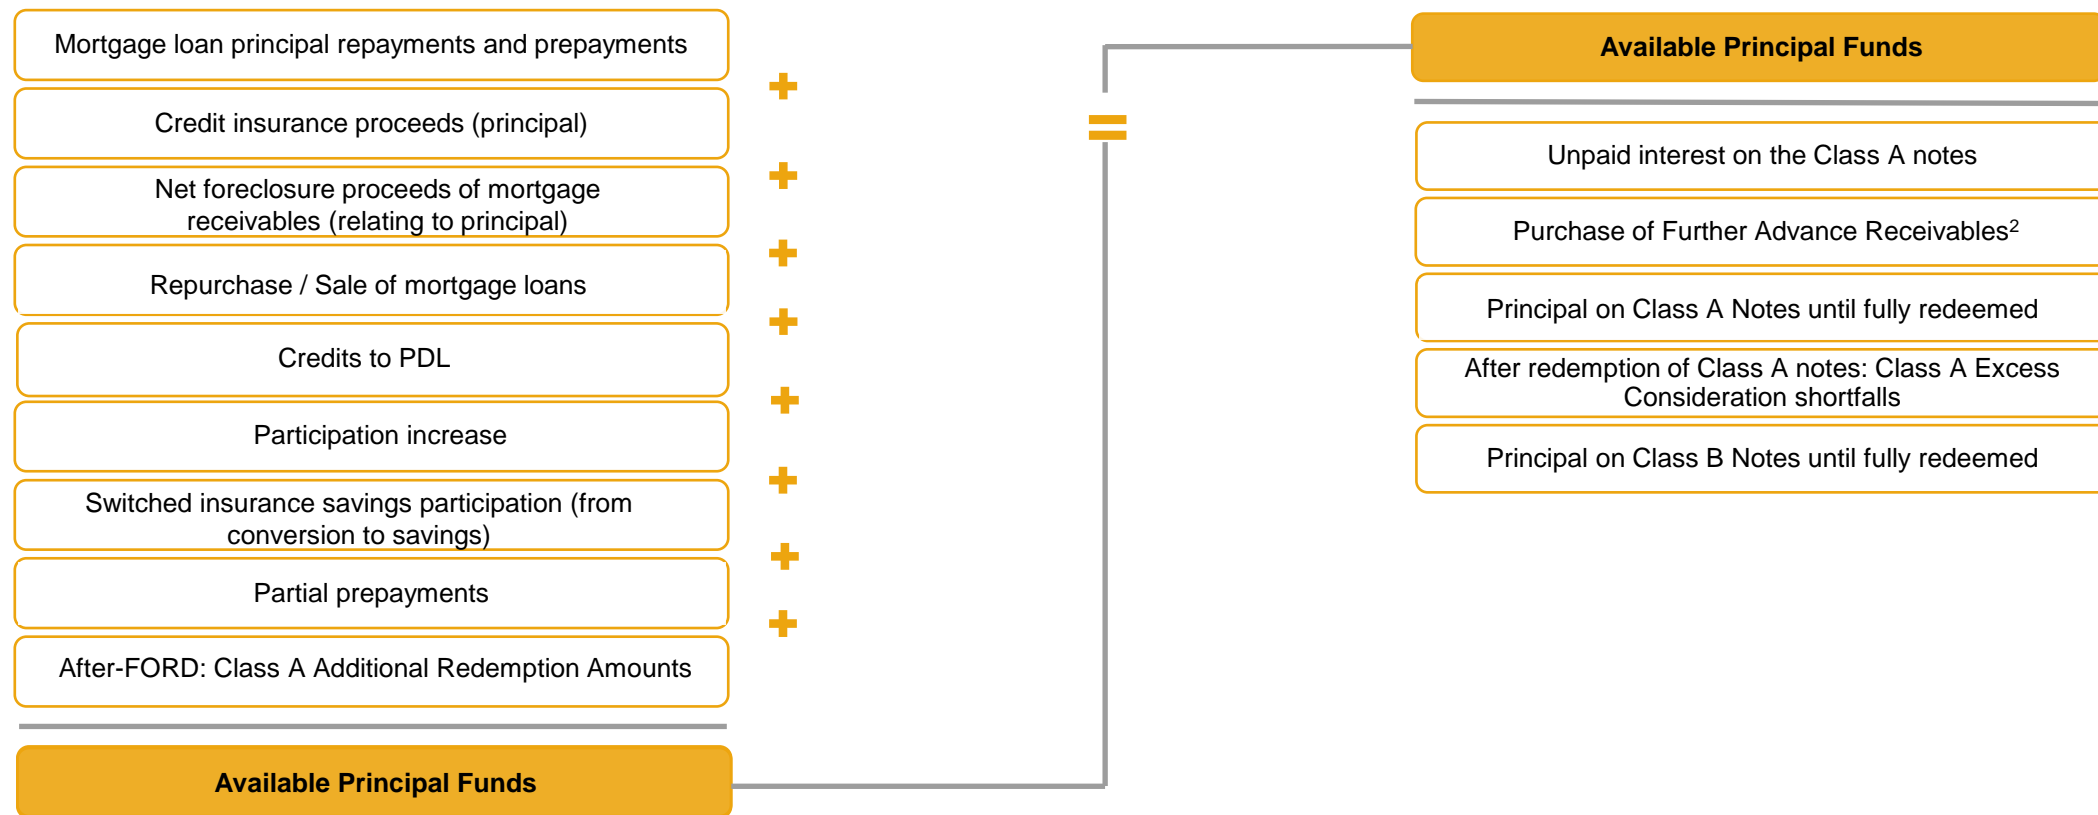 Mortgage loan principal repayments and prepayments
Credit insurance proceeds (principal)
Net foreclosure proceeds of mortgage
receivables (relating to principal)
Repurchase / Sale of mortgage loans
Credits to PDL
Participation increase
Switched insurance savings participation (from
conversion to savings)
Partial prepayments
After-FORD: Class A Additional Redemption Amounts
Available Principal Funds
Available Principal Funds
Unpaid interest on the Class A notes
Purchase of Further Advance Receivables²
Principal on Class A Notes until fully redeemed
After redemption of Class A notes: Class A Excess
Consideration shortfalls
Principal on Class B Notes until fully redeemed